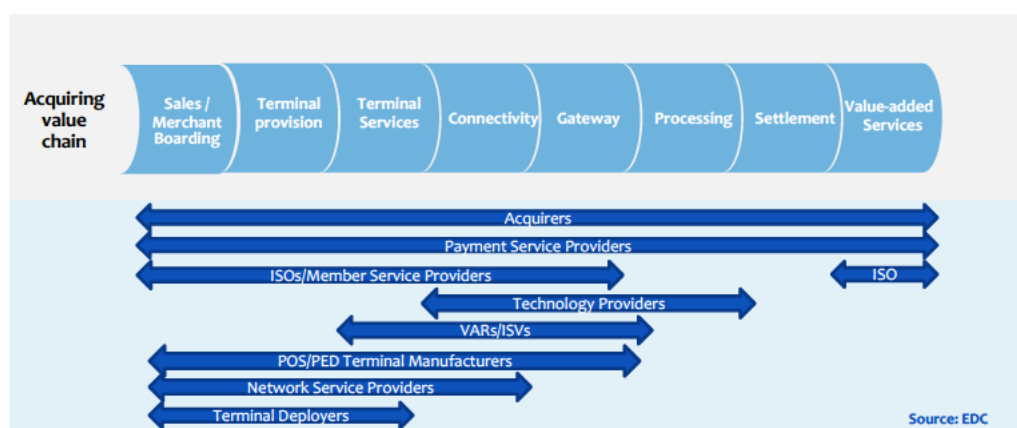 Acquiring
value
chain
Sales /
Merchant
Boarding
Terminal
provision
Terminal
Services
Connectivity
Gateway
Processing
Settlement
Value-added
Services
Acquirers
Payment Service Providers
ISOs/Member Service Providers
ISO
Technology Providers
VARs/ISVs
POS/PED Terminal Manufacturers
Network Service Providers
Terminal Deployers
Source: EDC